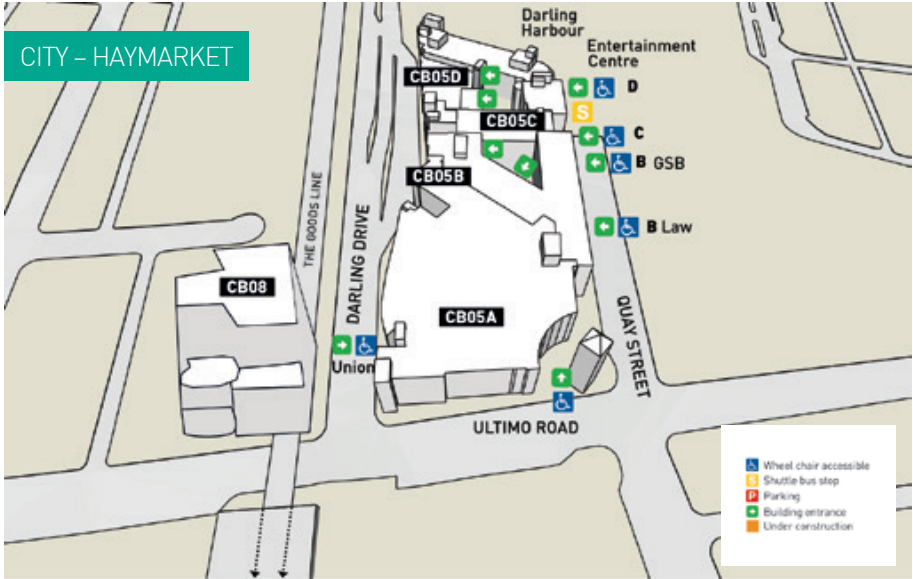 CITY – HAYMARKET
Darling
Harbour
Entertainment
Centre
CB05D
D
S
CB05C
C
B GSB
CB05B
B Law
THE GOODS LINE
DARLING DRIVE
CB08
CB05A
QUAY STREET
Union
ULTIMO ROAD
Wheel chair accessible
S Shuttle bus stop
P Parking
Building entrance
Under construction